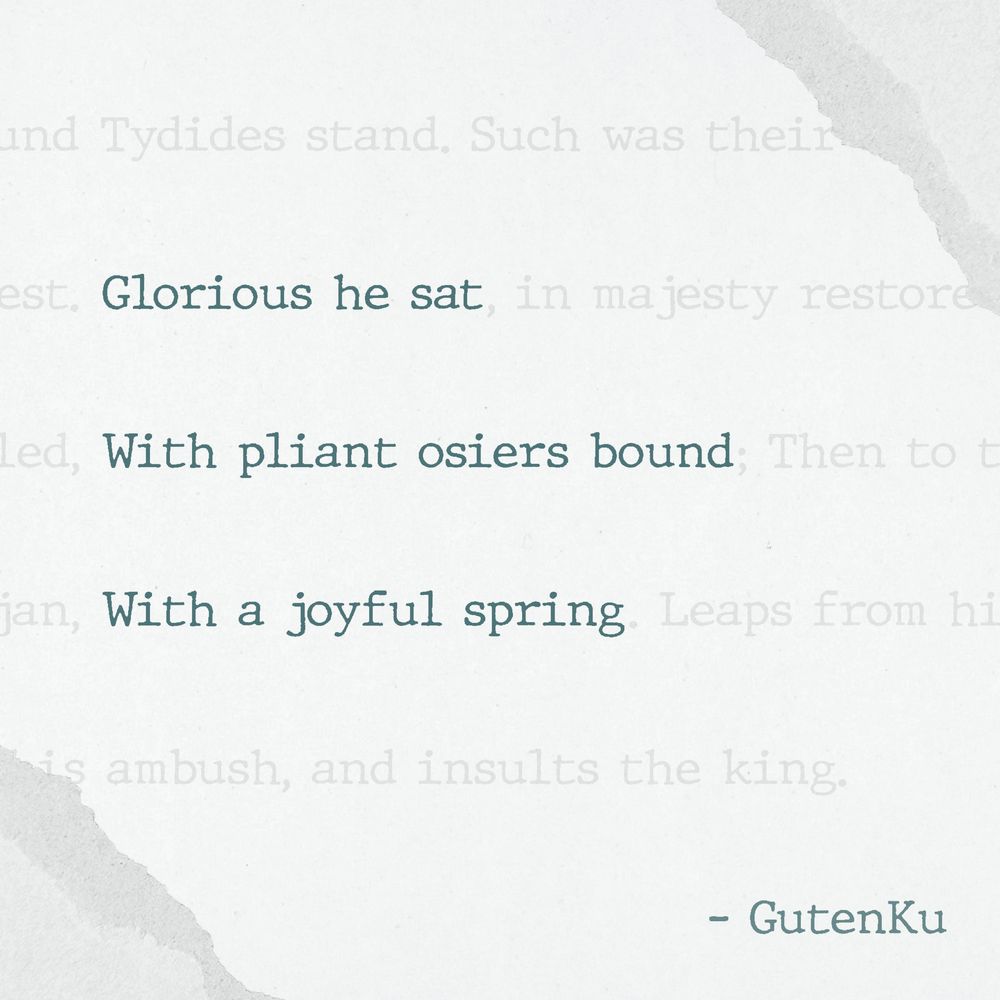 und Tydides stand. Such was their
est. Glorious he sat, in majesty restore
led, With pliant osiers bound; Then to t
jan, With a joyful spring. Leaps from hi
is ambush, and insults the king.
- GutenKu